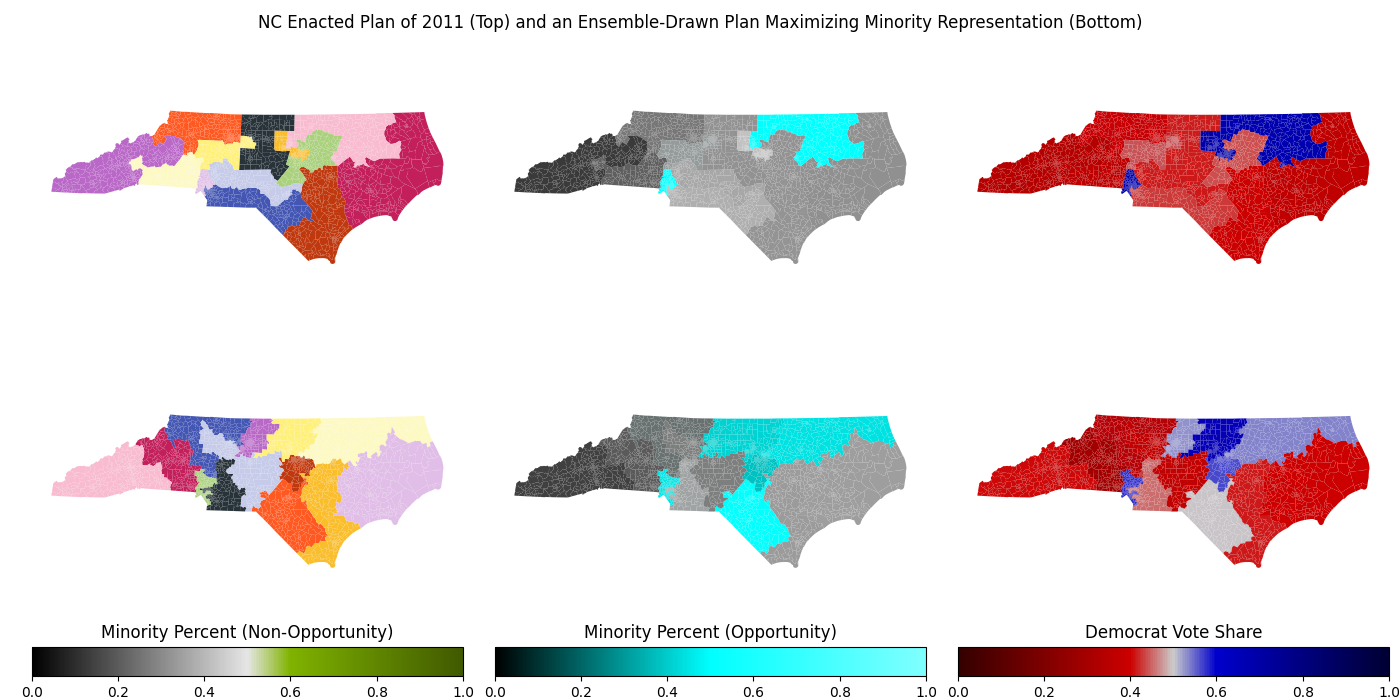 NC Enacted Plan of 2011 (Top) and an Ensemble-Drawn Plan Maximizing Minority Representation (Bottom)
Minority Percent (Non-Opportunity)
Minority Percent (Opportunity)
Democrat Vote Share
0.0 0.2 0.4 0.6 0.8 1.0
0.0 0.2 0.4 0.6 0.8 1.0
0.0 0.2 0.4 0.6 0.8 1.0